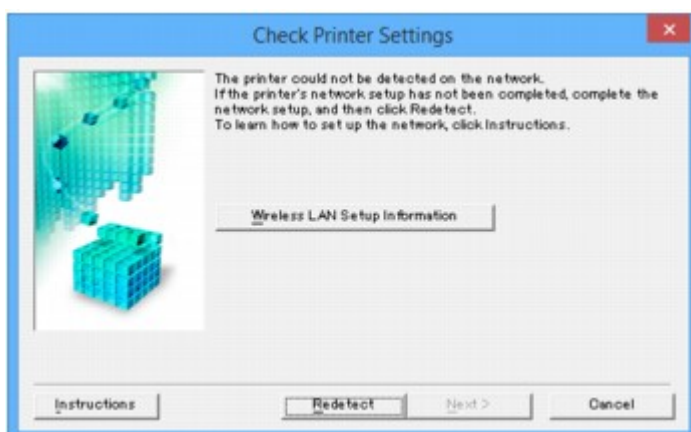 Check Printer Settings
The printer could not be detected on the network.
If the printer's network setup has not been completed, complete the
network setup, and then click Redetect.
To learn how to set up the network, click Instructions.
Wireless LAN Setup Information
Instructions
Redetect
Next >
Cancel